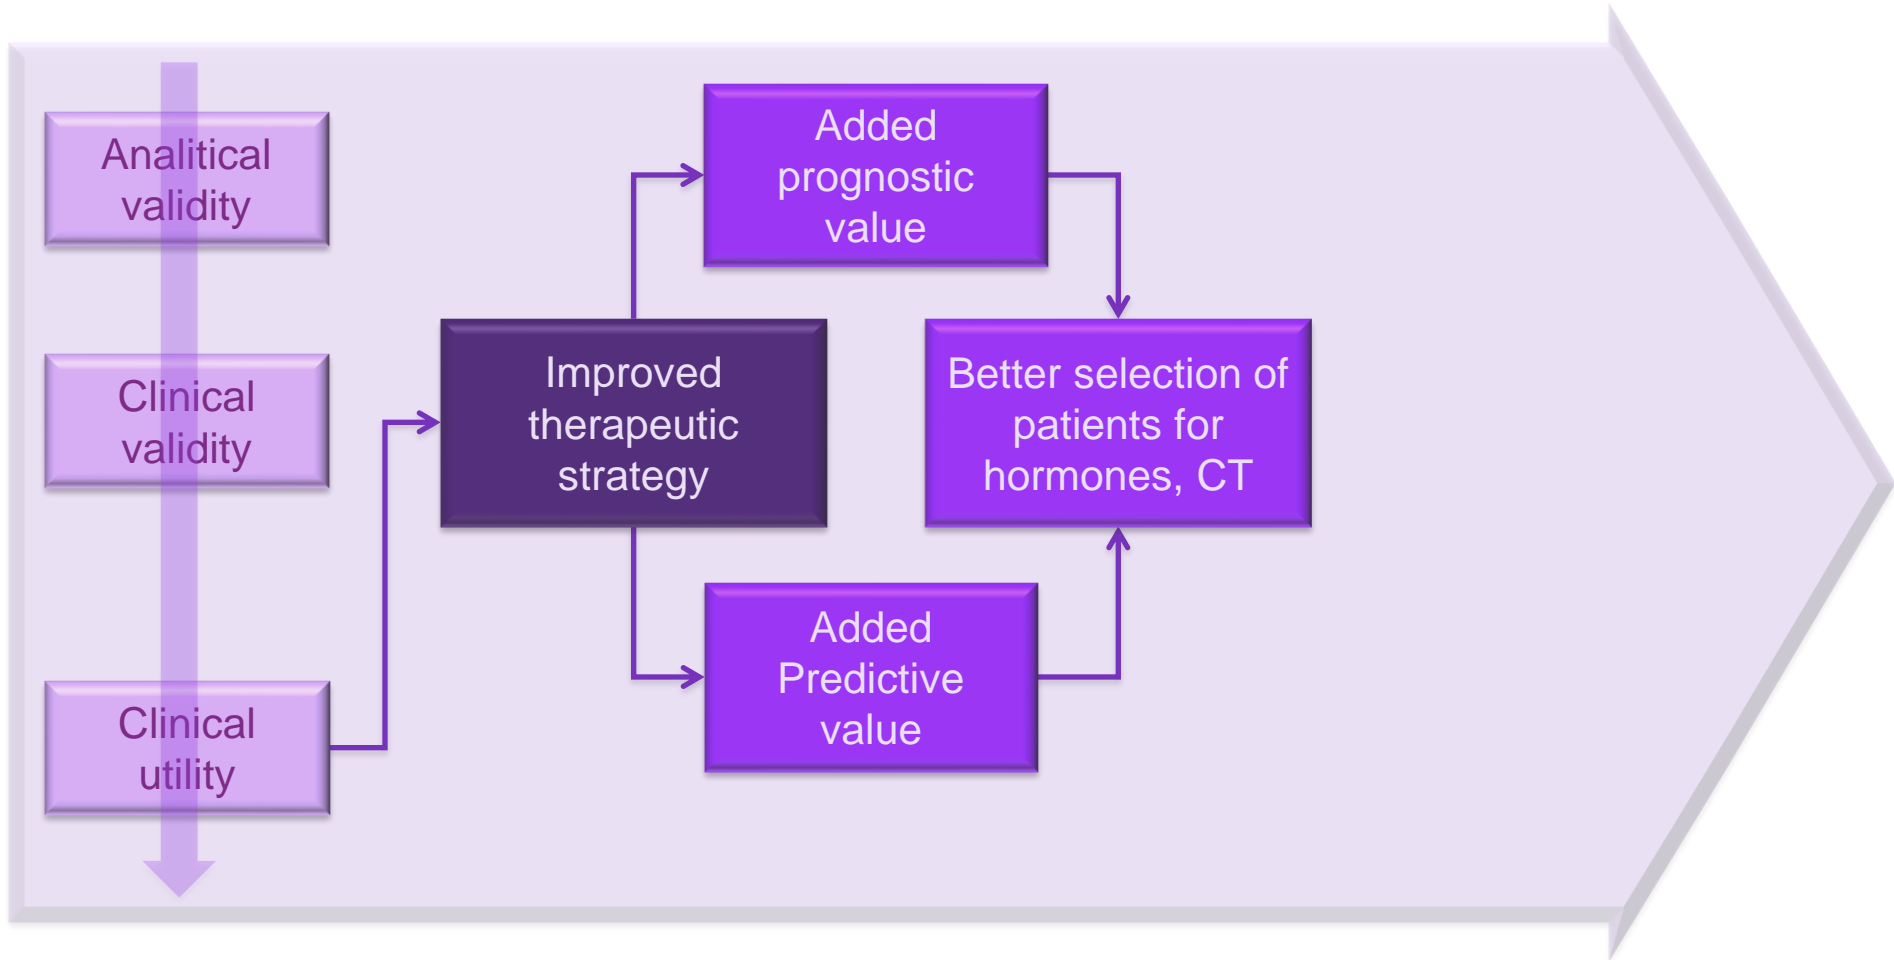 Analitical
validity
Clinical
validity
Clinical
utility
Improved
therapeutic
strategy
Added
prognostic
value
Added
Predictive
value
Better selection of
patients for
hormones, CT